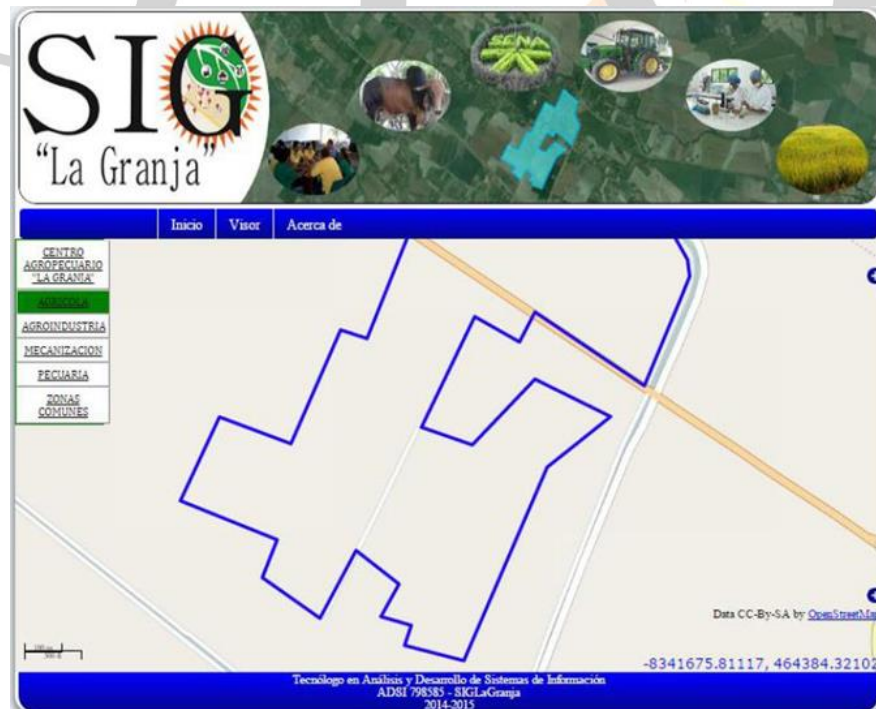 SIG
"La Granja"
SENA
Inicio Visor Acerca de
CENTRO
AGROPECUARIO
"LA GRANJA"
AGRICOLA
AGROINDUSTRIA
MECANIZACION
PECUARIA
ZONAS
COMUNES
Data CC-By-SA by OpenStreetMa
-8341675.81117, 464384.32102
Tecnólogo en Análisis y Desarrollo de Sistemas de Información
ADSI 798585 - SIGLaGranja
2014-2015